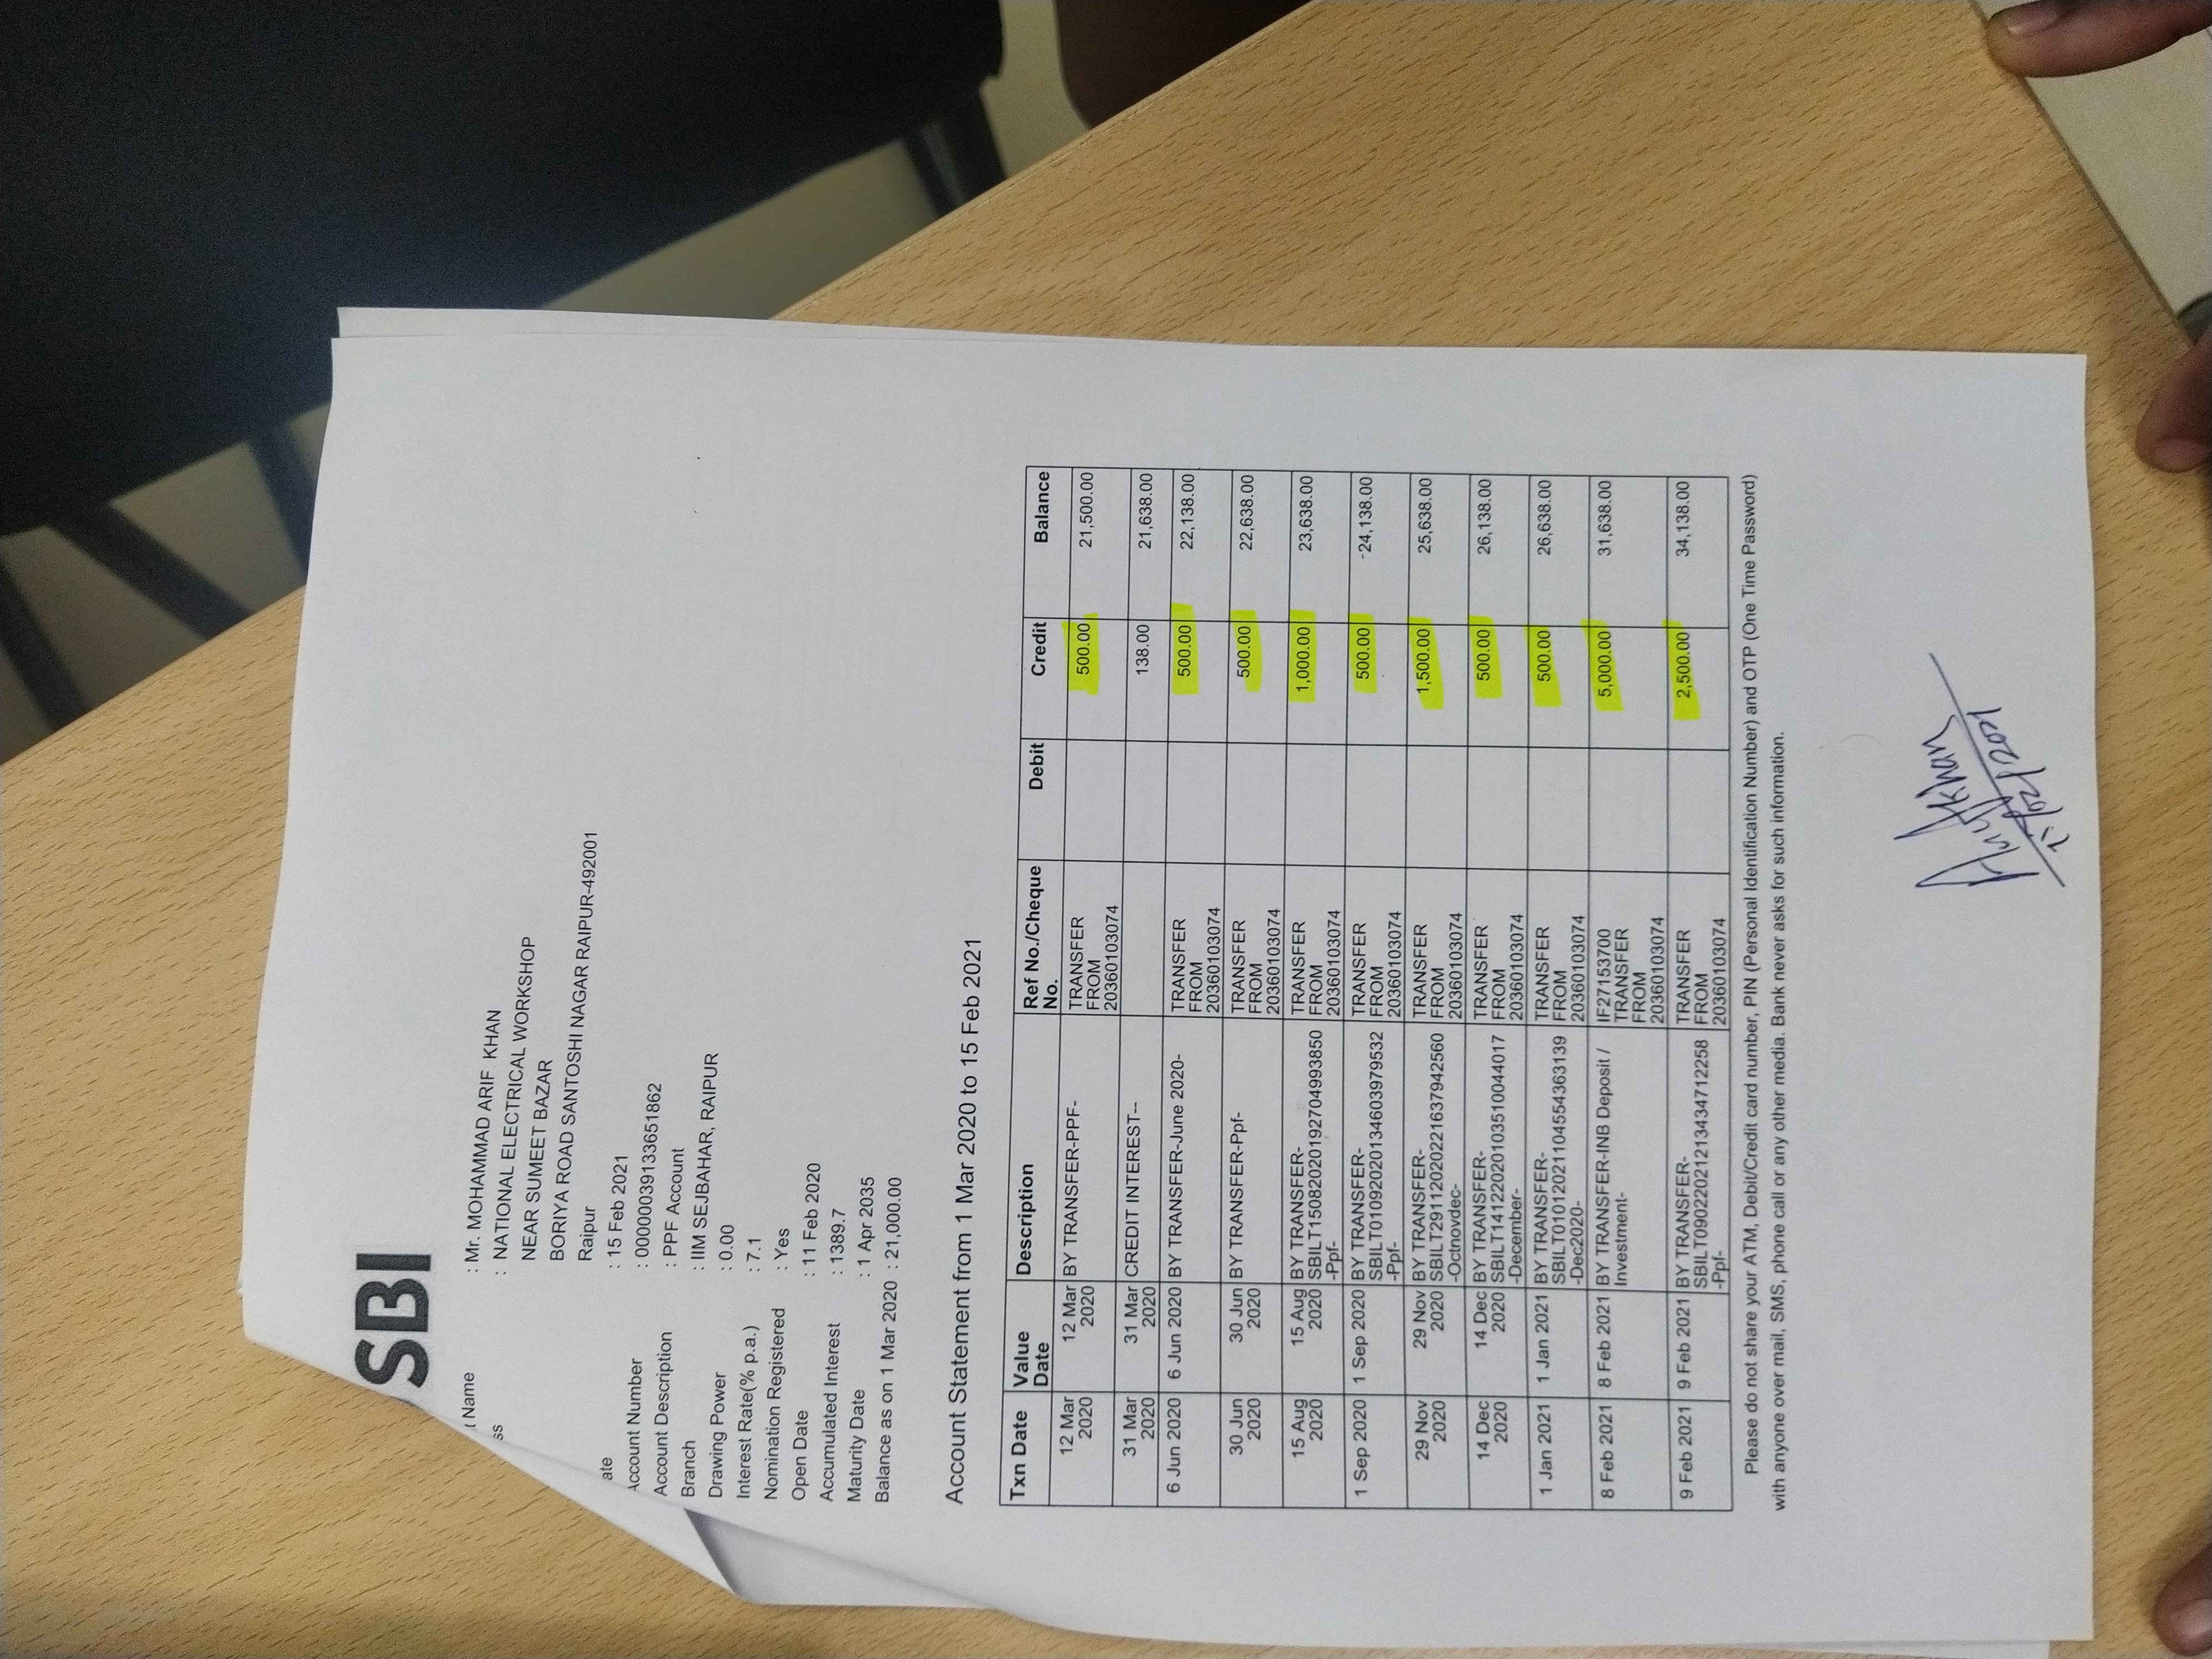 SBI
t Name : Mr. MOHAMMAD ARIF KHAN
ss : NATIONAL ELECTRICAL WORKSHOP
NEAR SUMEET BAZAR
BORIYA ROAD SANTOSHI NAGAR RAIPUR-492001
Raipur
ate : 15 Feb 2021
Account Number : 00000039133651862
Account Description : PPF Account
Branch : IIM SEJBAHAR, RAIPUR
Drawing Power : 0.00
Interest Rate(% p.a.) : 7.1
Nomination Registered : Yes
Open Date : 11 Feb 2020
Accumulated Interest : 1389.7
Maturity Date : 1 Apr 2035
Balance as on 1 Mar 2020 : 21,000.00
Account Statement from 1 Mar 2020 to 15 Feb 2021
Txn Date Value Date Description Ref No./Cheque No. Debit Credit Balance
12 Mar 2020 12 Mar 2020 BY TRANSFER-PPF- TRANSFER FROM 20360103074 500.00 21,500.00
31 Mar 2020 31 Mar 2020 CREDIT INTEREST-- 138.00 21,638.00
6 Jun 2020 6 Jun 2020 BY TRANSFER-June 2020- TRANSFER FROM 20360103074 500.00 22,138.00
30 Jun 2020 30 Jun 2020 BY TRANSFER-Ppf- TRANSFER FROM 20360103074 500.00 22,638.00
15 Aug 2020 15 Aug 2020 BY TRANSFER-SBILT15082020192704993850-Ppf- TRANSFER FROM 20360103074 1,000.00 23,638.00
1 Sep 2020 1 Sep 2020 BY TRANSFER-SBILT01092020134603979532-Ppf- TRANSFER FROM 20360103074 500.00 24,138.00
29 Nov 2020 29 Nov 2020 BY TRANSFER-SBILT29112020221637942560-Octnovdec- TRANSFER FROM 20360103074 1,500.00 25,638.00
14 Dec 2020 14 Dec 2020 BY TRANSFER-SBILT14122020103510044017-December- TRANSFER FROM 20360103074 500.00 26,138.00
1 Jan 2021 1 Jan 2021 BY TRANSFER-SBILT01012021104554363139-Dec2020- TRANSFER FROM 20360103074 500.00 26,638.00
8 Feb 2021 8 Feb 2021 BY TRANSFER-INB Deposit / Investment- IF27153700 TRANSFER FROM 20360103074 5,000.00 31,638.00
9 Feb 2021 9 Feb 2021 BY TRANSFER-SBILT09022021213434712258-Ppf- TRANSFER FROM 20360103074 2,500.00 34,138.00
Please do not share your ATM, Debit/Credit card number, PIN (Personal Identification Number) and OTP (One Time Password)
with anyone over mail, SMS, phone call or any other media. Bank never asks for such information.